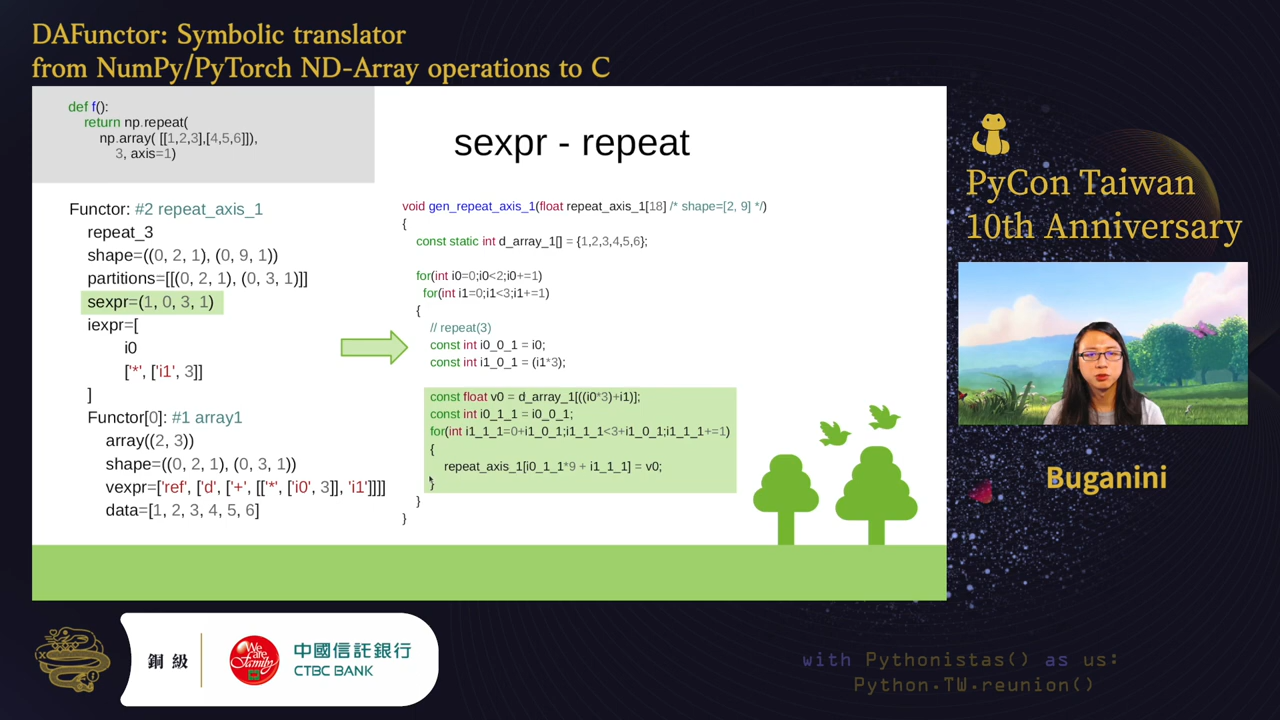 DAFunctor: Symbolic translator
from NumPy/PyTorch ND-Array operations to C
def f():
return np.repeat(
np.array( [[1,2,3],[4,5,6]]),
3, axis=1)
sexpr - repeat
Functor: #2 repeat_axis_1
repeat_3
shape=((0, 2, 1), (0, 9, 1))
partitions=[[(0, 2, 1), (0, 3, 1)]]
sexpr=(1, 0, 3, 1)
iexpr=[
i0
['*', ['i1', 3]]
]
Functor[0]: #1 array1
array((2, 3))
shape=((0, 2, 1), (0, 3, 1))
vexpr=['ref', ['d', ['+', [['*', ['i0', 3]], 'i1']]]]
data=[1, 2, 3, 4, 5, 6]
void gen_repeat_axis_1(float repeat_axis_1[18] /* shape=[2, 9] */)
{
const static int d_array_1[] = {1,2,3,4,5,6};
for(int i0=0;i0<2;i0+=1)
for(int i1=0;i1<3;i1+=1)
{
// repeat(3)
const int i0_0_1 = i0;
const int i1_0_1 = (i1*3);
const float v0 = d_array_1[((i0*3)+i1)];
const int i0_1_1 = i0_0_1;
for(int i1_1_1=0+i1_0_1;i1_1_1<3+i1_0_1;i1_1_1+=1)
{
repeat_axis_1[i0_1_1*9 + i1_1_1] = v0;
}
}
}
PyCon Taiwan
10th Anniversary
Buganini
銅級
We are Family
中國信託銀行
CTBC BANK
with Pythonistas() as us:
Python.TW.reunion()